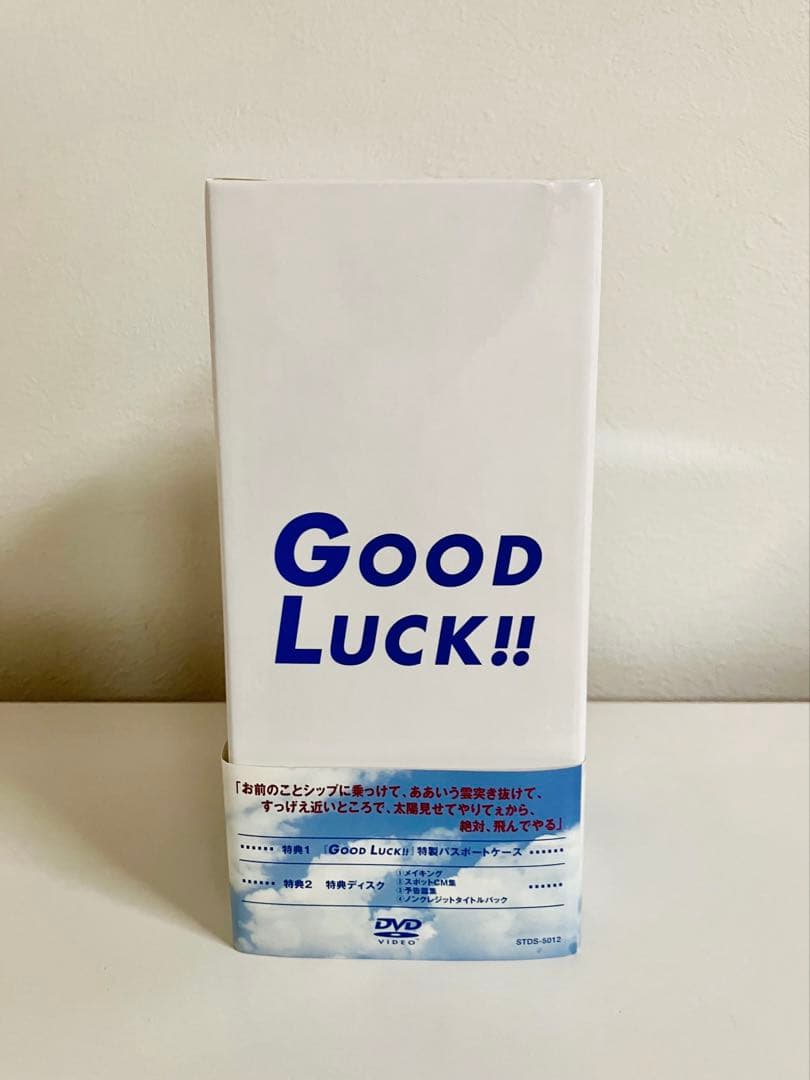 GOOD
LUCK!!
「お前のことシップに乗っけて、ああいう雲突き抜けて、
すっげえ近いところで、太陽見せてやりてぇから、
絶対、飛んでやる」
特典1 『GOOD LUCK!!』特製パスポートケース
特典2 特典ディスク
①メイキング
②スポットCM集
③予告篇集
④ノンクレジットタイトルバック
DVD
VIDEO™
STDS-5012